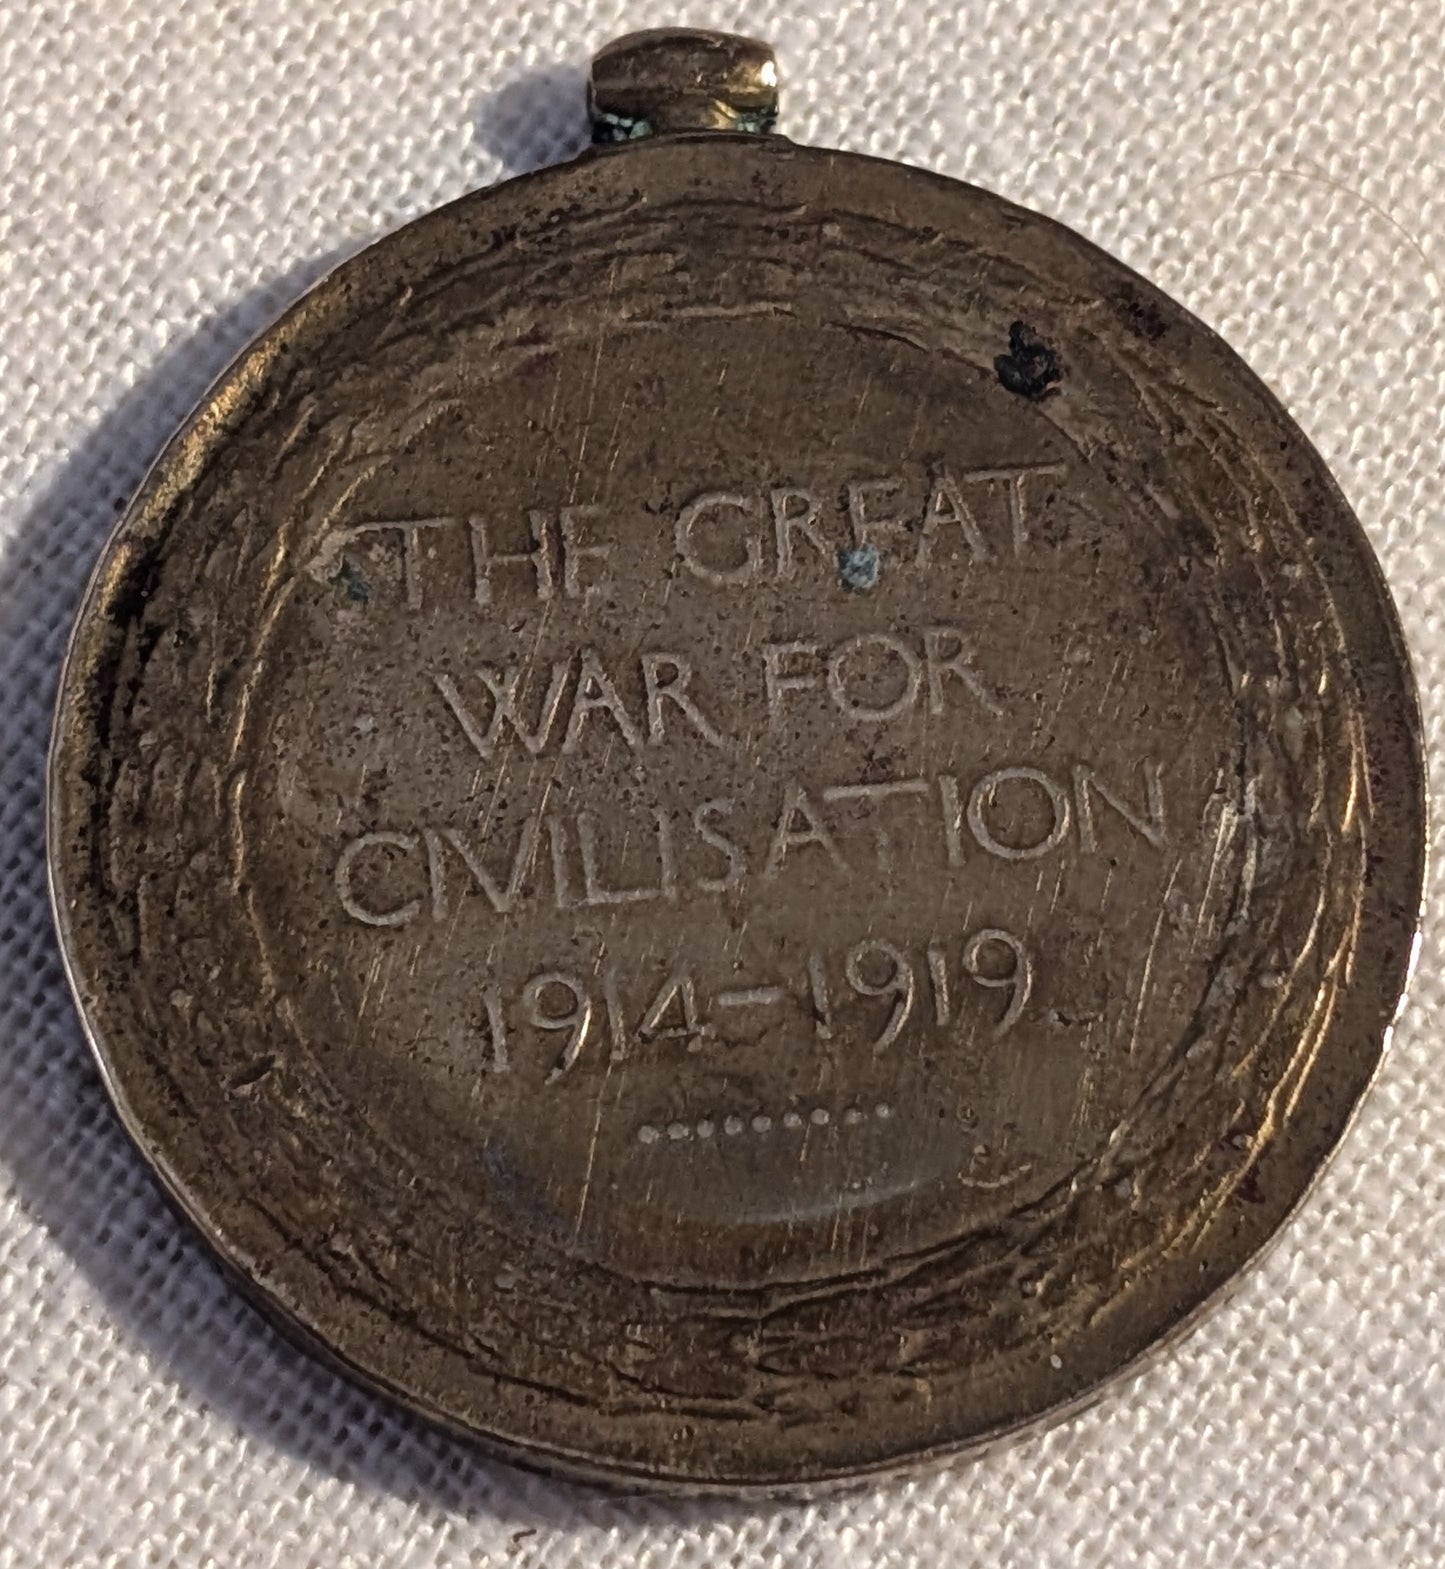 THE GREAT
WAR FOR
CIVILISATION
1914-1919